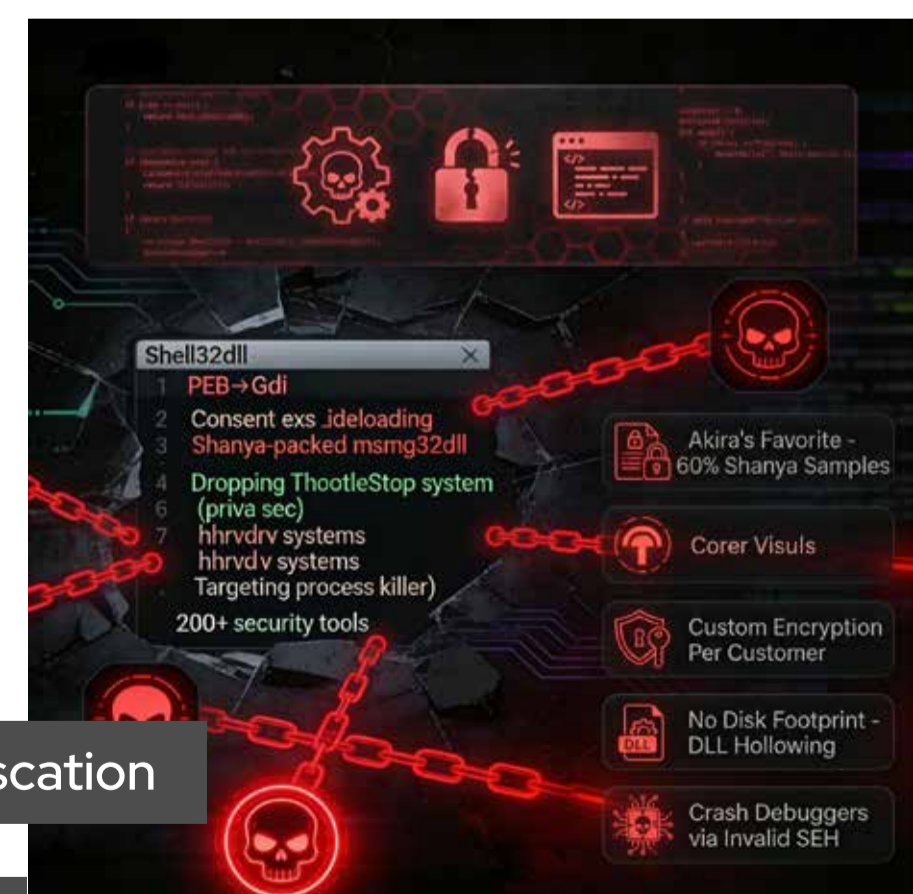 Shell32dll
1 PEB→Gdi
2 Consent exs .ideloading
3 Shanya-packed msmg32dll
4 Dropping ThootleStop system
6 (priva sec)
7 hhrvdrv systems
hhrvdv systems
Targeting process killer)
200+ security tools
Akira's Favorite -
60% Shanya Samples
Corer Visuls
Custom Encryption
Per Customer
No Disk Footprint -
DLL Hollowing
DLL
Crash Debuggers
via Invalid SEH
scation